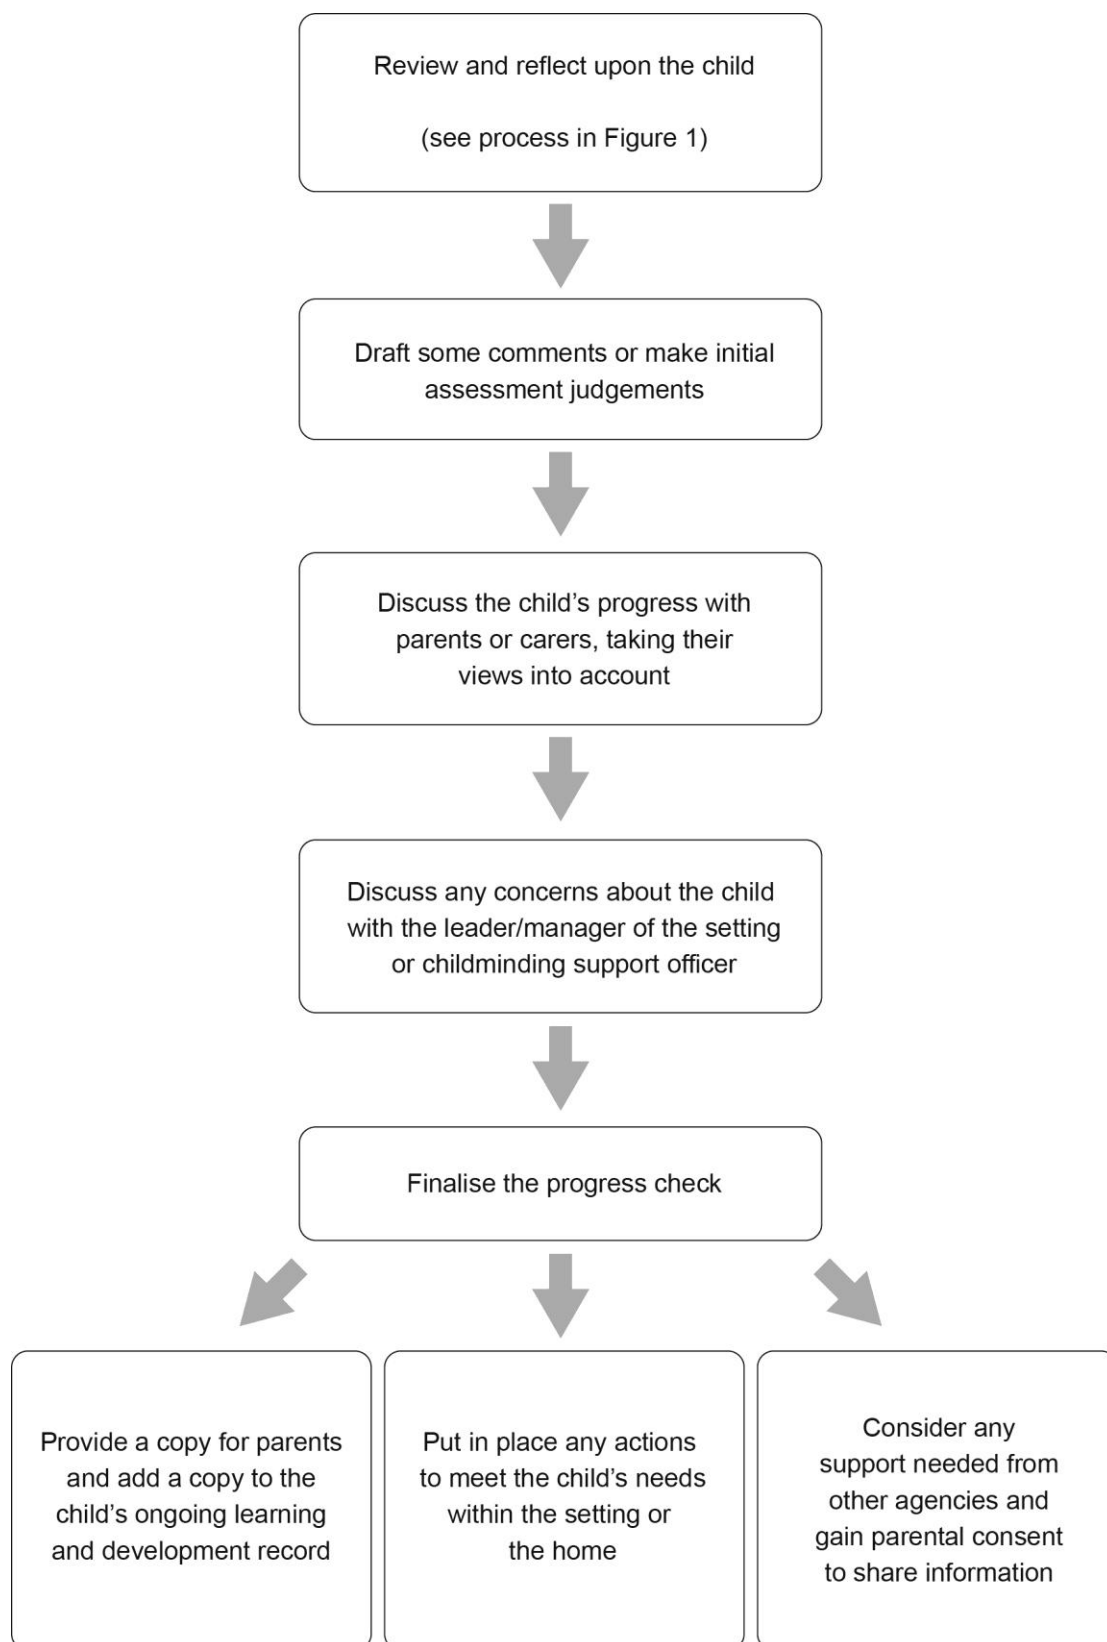 Review and reflect upon the child
(see process in Figure 1)
Draft some comments or make initial
assessment judgements
Discuss the child’s progress with
parents or carers, taking their
views into account
Discuss any concerns about the child
with the leader/manager of the setting
or childminding support officer
Finalise the progress check
Provide a copy for parents
and add a copy to the
child’s ongoing learning
and development record
Put in place any actions
to meet the child’s needs
within the setting or
the home
Consider any
support needed from
other agencies and
gain parental consent
to share information